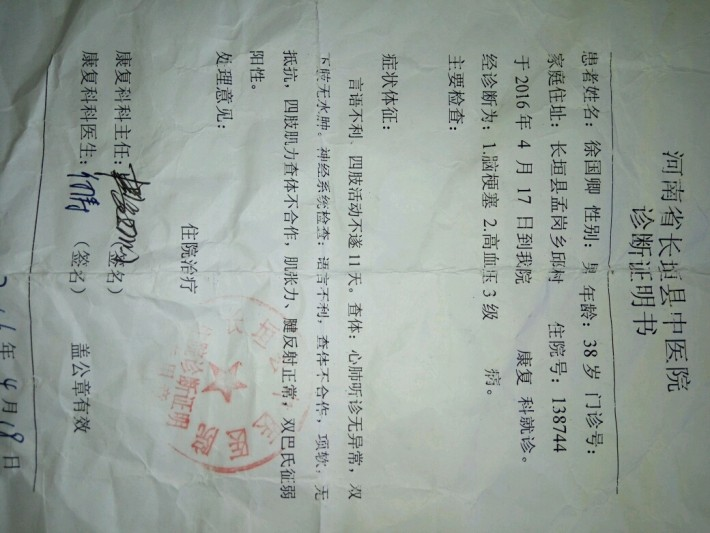 河南省长垣县中医院
诊断证明书
患者姓名：徐国卿 性别：男 年龄：38岁 门诊号：
家庭住址：长垣县孟岗乡邱村 住院号：138744
于2016年4月17日到我院 康复 科就诊。
经诊断为：1.脑梗塞 2.高血压3级 病。
主要检查：
症状体征：
言语不利、四肢活动不遂11天。查体：心肺听诊无异常，双
下肢无水肿。神经系统检查：语言不利，查体不合作，项软，无
抵抗，四肢肌力查体不合作，肌张力、腱反射正常，双巴氏征弱
阳性。
处理意见：
住院治疗
康复科科主任： （签名）
康复科科医生： （签名） 盖公章有效
年4月18日
诊断证明